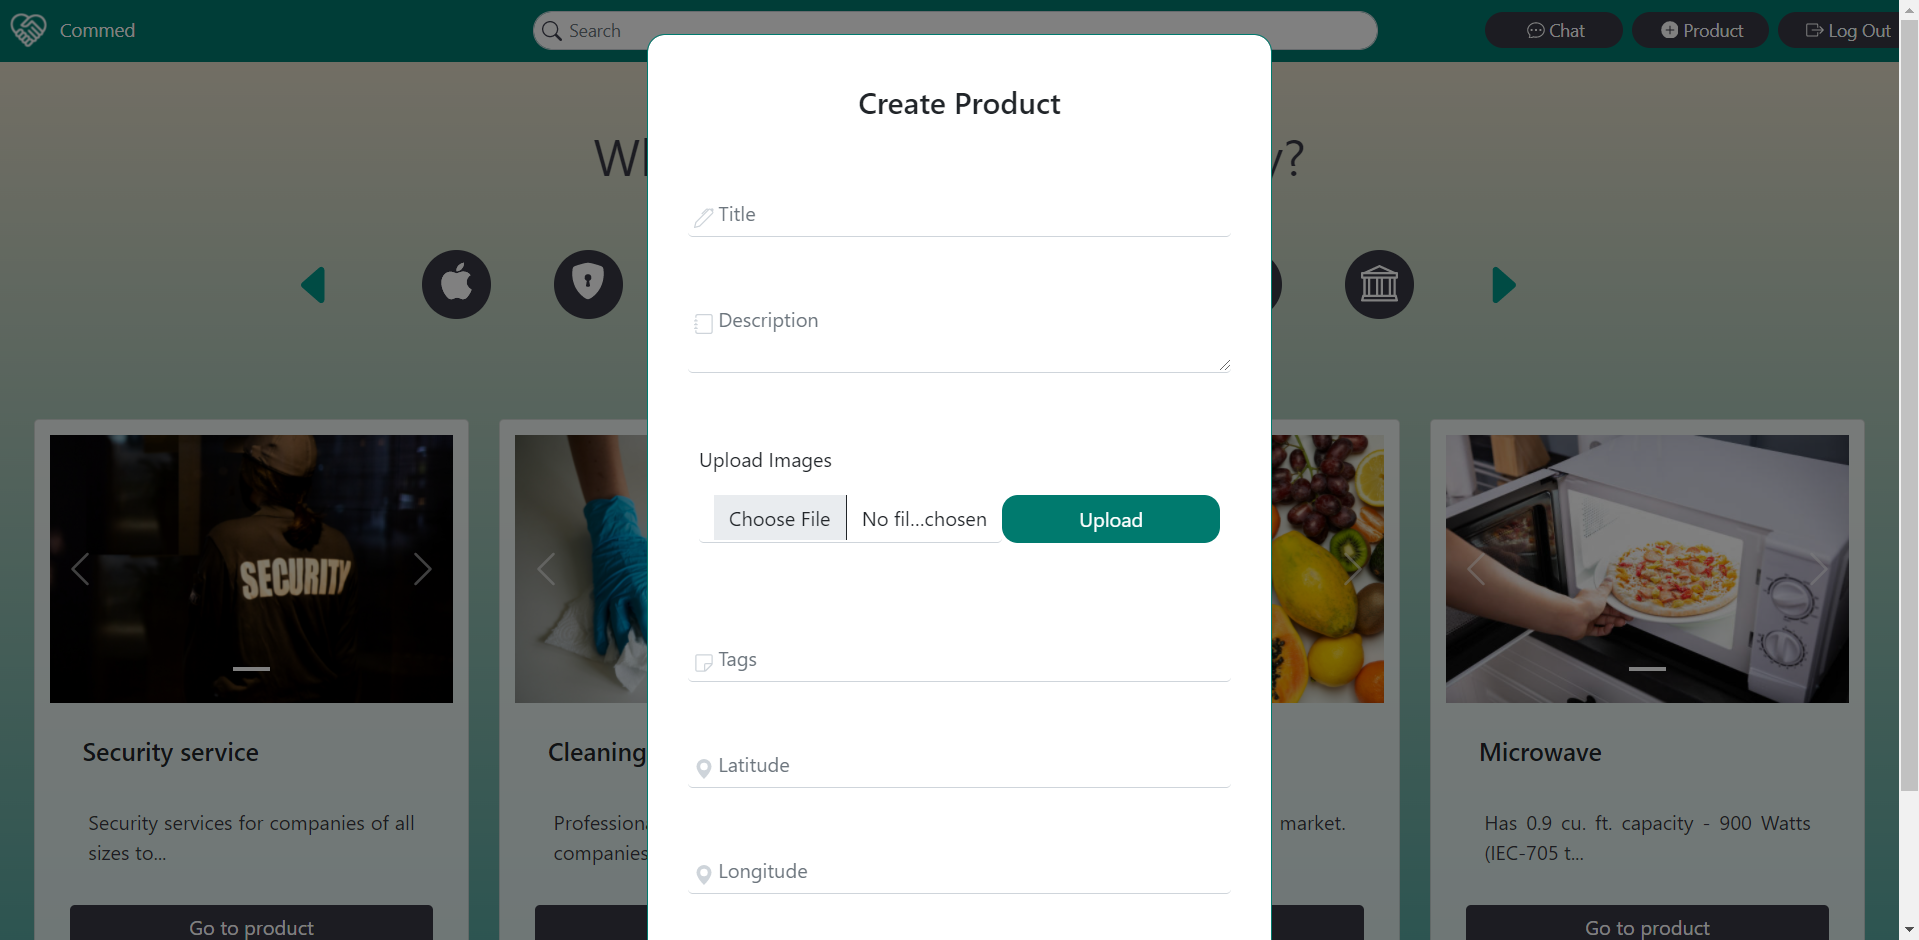 Commed
Search
Chat
Product
Log Out
Create Product
y?
Title
Description
Upload Images
Choose File
No fil...chosen
Upload
SECURITY
Tags
Latitude
Longitude
Security service
Cleaning
Microwave
Security services for companies of all
sizes to...
companies
market.
Has 0.9 cu. ft. capacity - 900 Watts
(IEC-705 t...
Go to product
Go to product